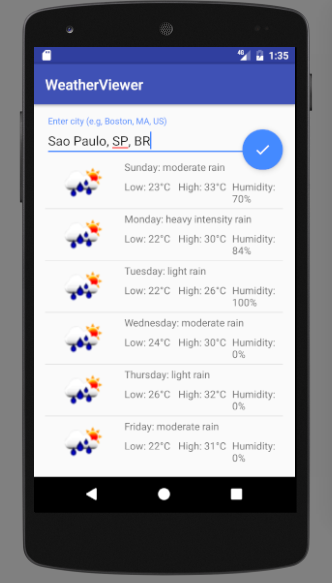 4G 1:35
WeatherViewer
Enter city (e.g, Boston, MA, US)
Sao Paulo, SP, BR
Sunday: moderate rain
Low: 23°C High: 33°C Humidity:
70%
Monday: heavy intensity rain
Low: 22°C High: 30°C Humidity:
84%
Tuesday: light rain
Low: 22°C High: 26°C Humidity:
100%
Wednesday: moderate rain
Low: 24°C High: 30°C Humidity:
0%
Thursday: light rain
Low: 26°C High: 32°C Humidity:
0%
Friday: moderate rain
Low: 22°C High: 31°C Humidity:
0%